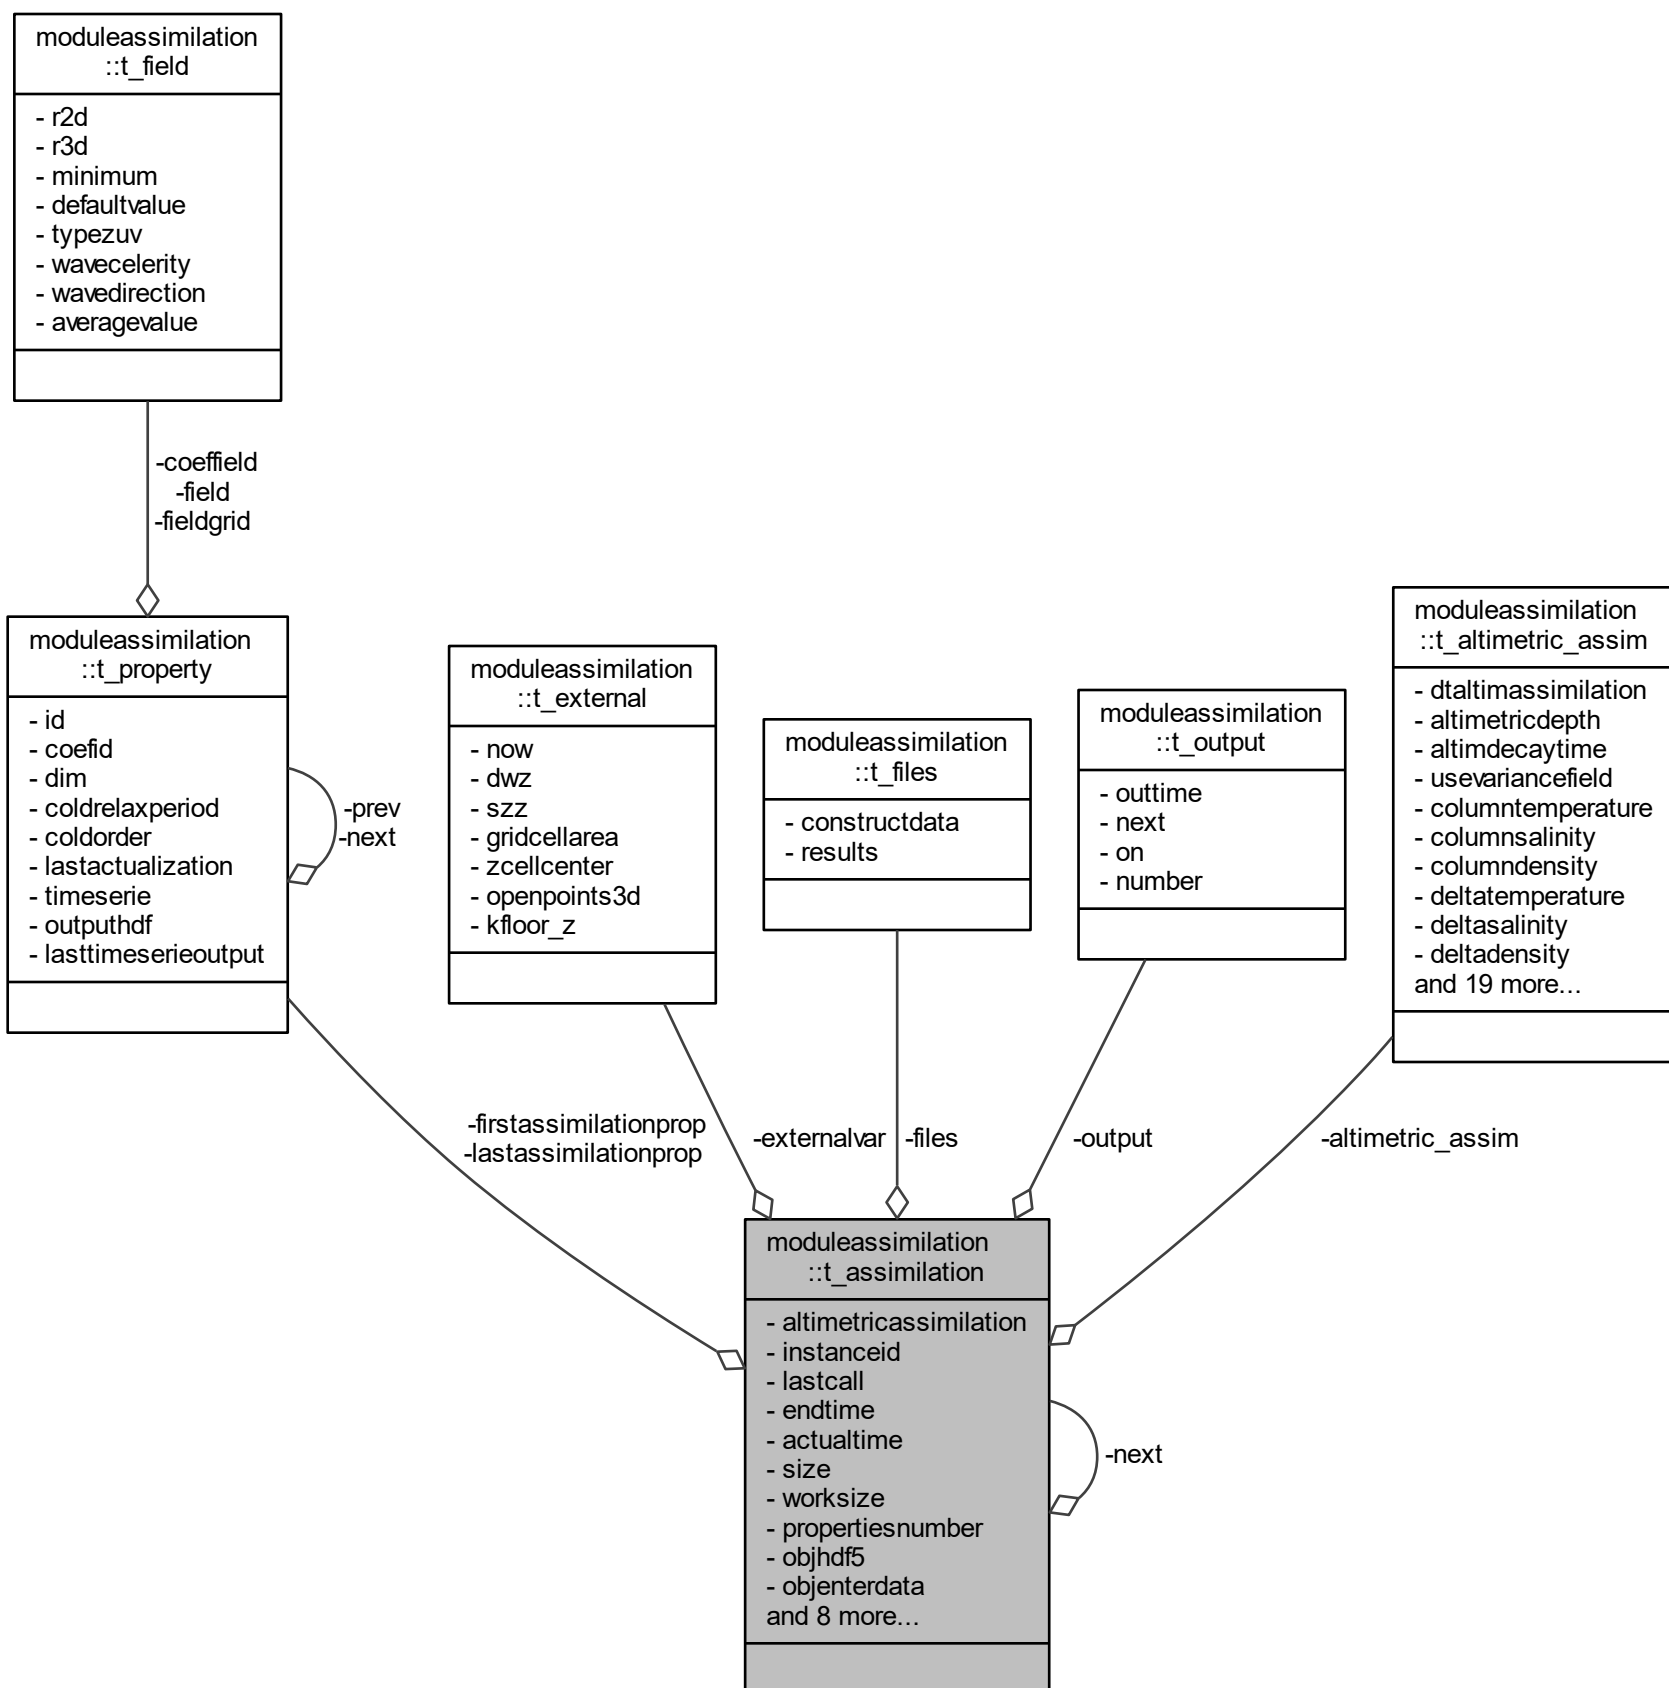 moduleassimilation
::t_field
- r2d
- r3d
- minimum
- defaultvalue
- typezuv
- wavecelerity
- wavedirection
- averagevalue
-coeffield
-field
-fieldgrid
moduleassimilation
::t_property
- id
- coefid
- dim
- coldrelaxperiod
- coldorder
- lastactualization
- timeserie
- outputhdf
- lasttimeserieoutput
-prev
-next
moduleassimilation
::t_external
- now
- dwz
- szz
- gridcellarea
- zcellcenter
- openpoints3d
- kfloor_z
moduleassimilation
::t_files
- constructdata
- results
moduleassimilation
::t_output
- outtime
- next
- on
- number
moduleassimilation
::t_altimetric_assim
- dtaltimassimilation
- altimetricdepth
- altimdecaytime
- usevariancefield
- columntemperature
- columnsalinity
- columndensity
- deltatemperature
- deltasalinity
- deltadensity
and 19 more...
-firstassimilationprop
-lastassimilationprop
-externalvar
-files
-output
-altimetric_assim
moduleassimilation
::t_assimilation
- altimetricassimilation
- instanceid
- lastcall
- endtime
- actualtime
- size
- worksize
- propertiesnumber
- objhdf5
- objenterdata
and 8 more...
-next